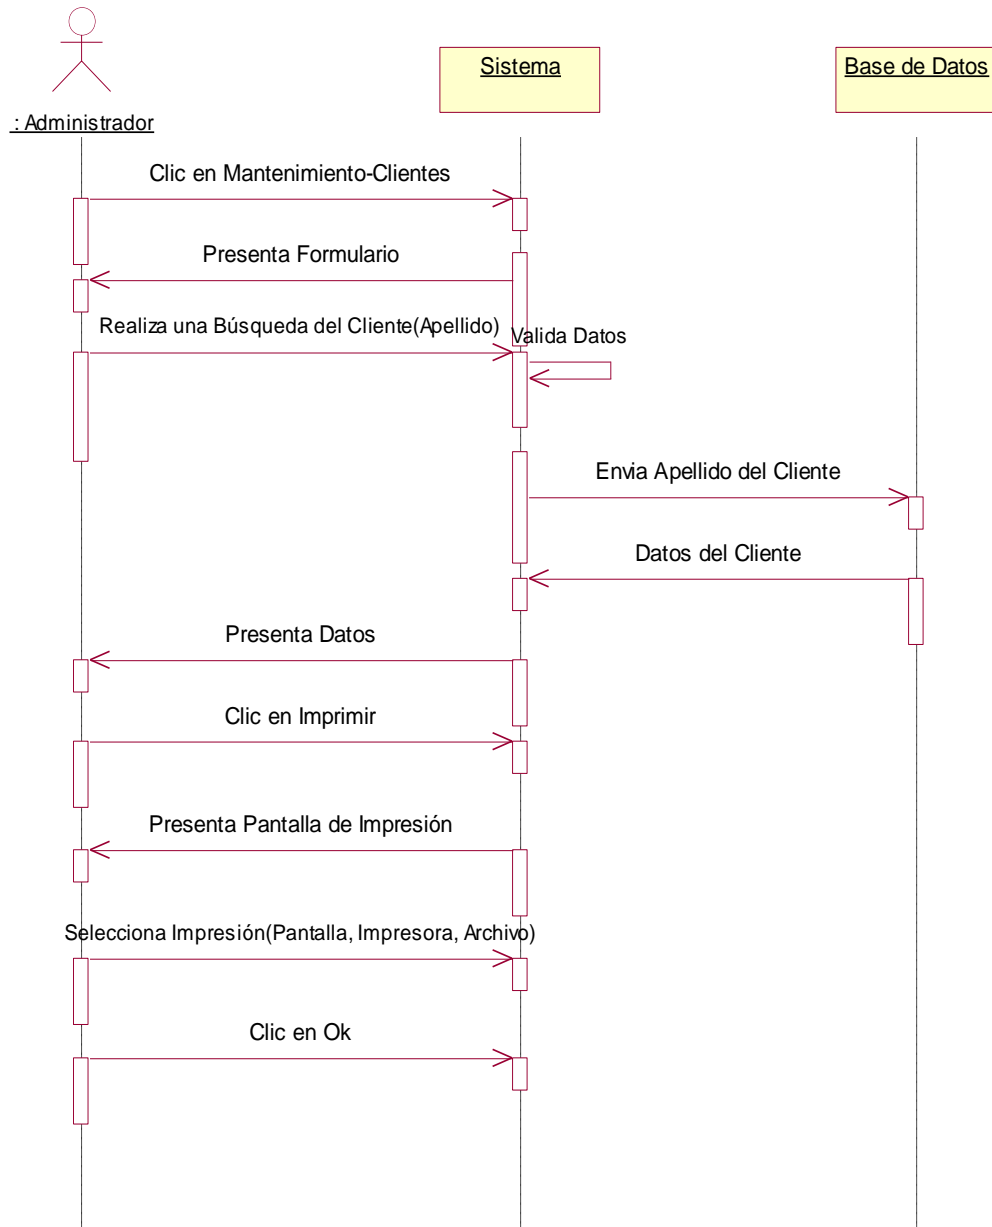 Sistema
Base de Datos
: Administrador
Clic en Mantenimiento-Clientes
Presenta Formulario
Realiza una Búsqueda del Cliente(Apellido)
Valida Datos
Envia Apellido del Cliente
Datos del Cliente
Presenta Datos
Clic en Imprimir
Presenta Pantalla de Impresión
Selecciona Impresión(Pantalla, Impresora, Archivo)
Clic en Ok